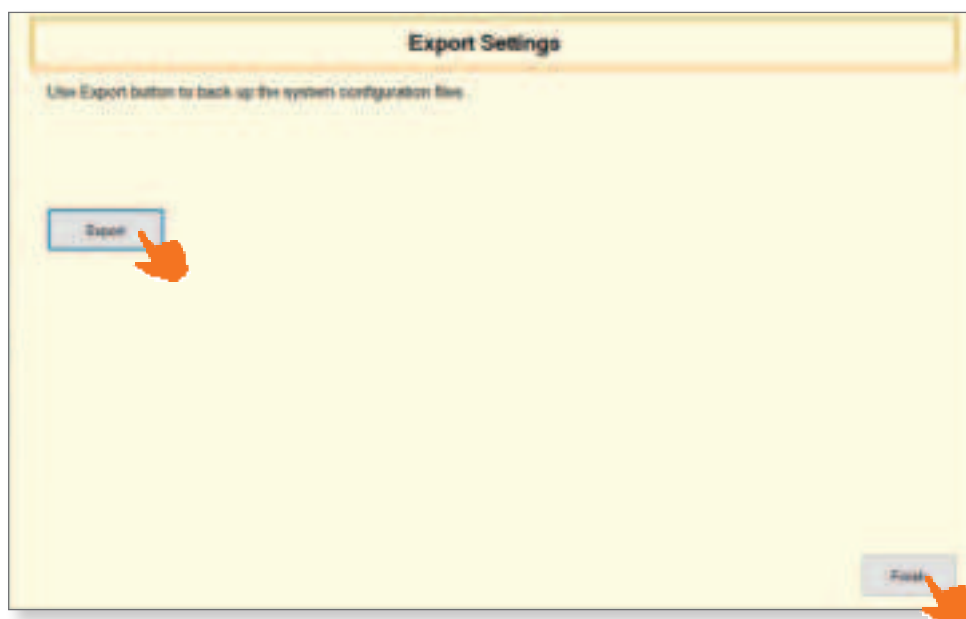 Export Settings
Use Export button to back up the system configuration files.
Export
Finish